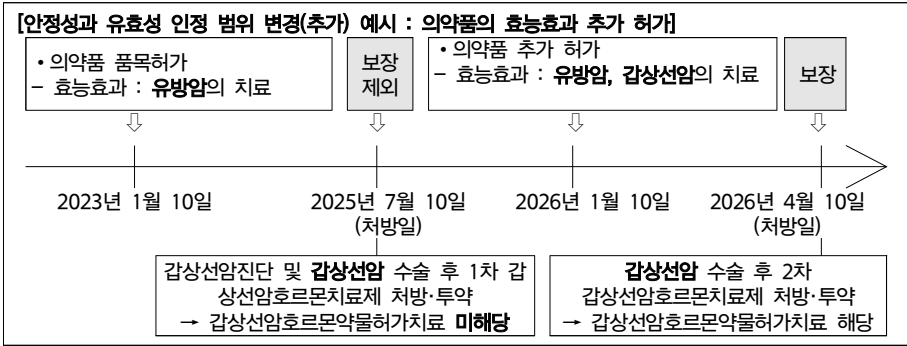 [안정성과 유효성 인정 범위 변경(추가) 예시 : 의약품의 효능효과 추가 허가]
• 의약품 품목허가
- 효능효과 : 유방암의 치료
보장
제외
• 의약품 추가 허가
- 효능효과 : 유방암, 갑상선암의 치료
보장
2023년 1월 10일
2025년 7월 10일
(처방일)
2026년 1월 10일
2026년 4월 10일
(처방일)
갑상선암진단 및 갑상선암 수술 후 1차 갑
상선암호르몬치료제 처방·투약
→ 갑상선암호르몬약물허가치료 미해당
갑상선암 수술 후 2차
갑상선암호르몬치료제 처방·투약
→ 갑상선암호르몬약물허가치료 해당